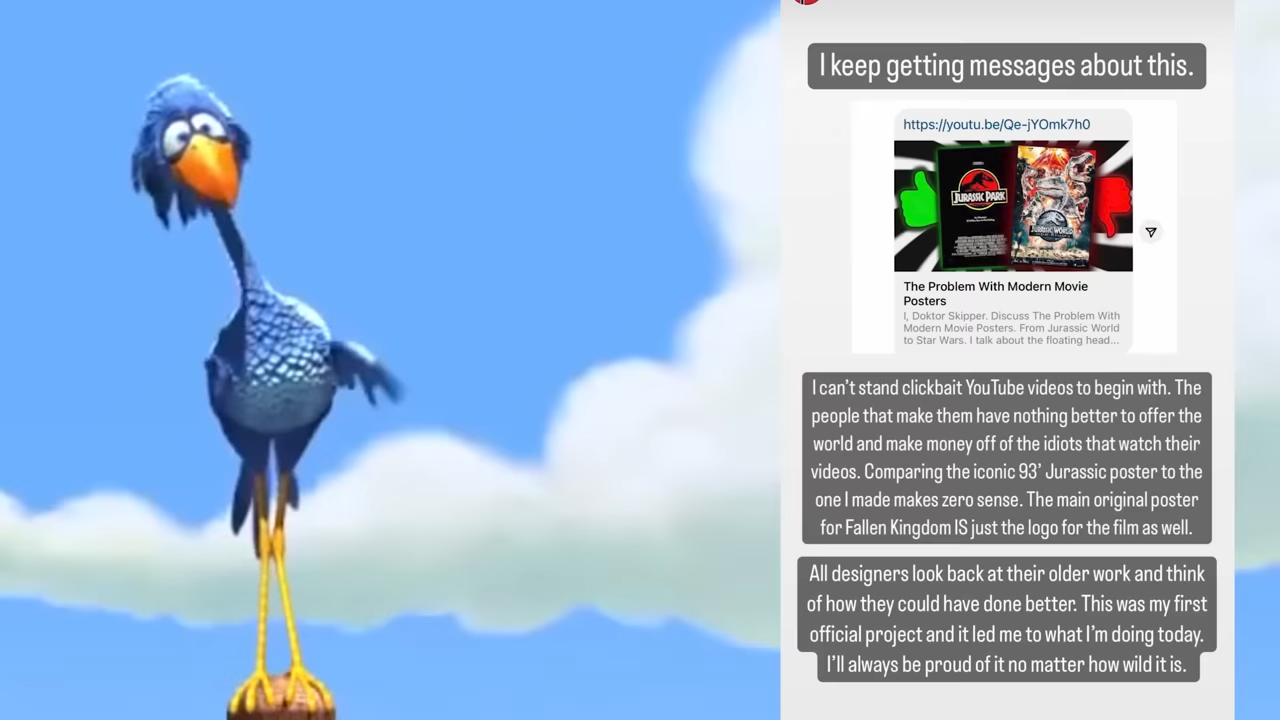 I keep getting messages about this.
https://youtu.be/Qe-jYOmk7h0
JURASSIC PARK
JURASSIC WORLD
The Problem With Modern Movie
Posters
I, Doktor Skipper. Discuss The Problem With
Modern Movie Posters. From Jurassic World
to Star Wars. I talk about the floating head...
I can't stand clickbait YouTube videos to begin with. The
people that make them have nothing better to offer the
world and make money off of the idiots that watch their
videos. Comparing the iconic 93' Jurassic poster to the
one I made makes zero sense. The main original poster
for Fallen Kingdom IS just the logo for the film as well.
All designers look back at their older work and think
of how they could have done better. This was my first
official project and it led me to what I'm doing today.
I'll always be proud of it no matter how wild it is.